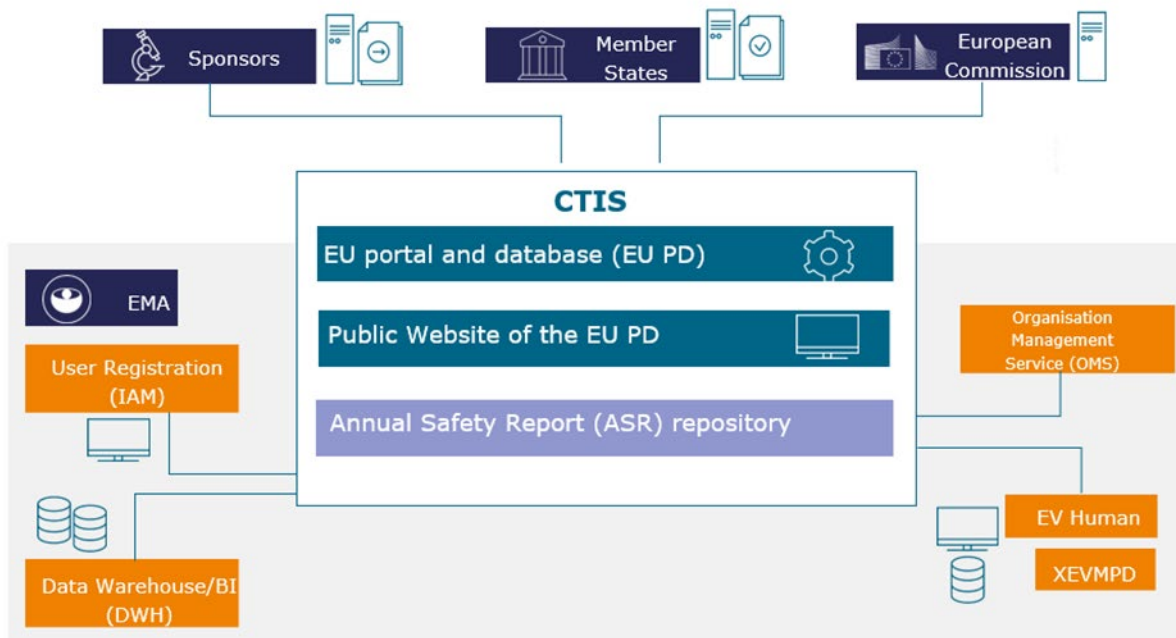 Sponsors
Member
States
European
Commission
CTIS
EU portal and database (EU PD)
Public Website of the EU PD
Annual Safety Report (ASR) repository
EMA
User Registration
(IAM)
Data Warehouse/BI
(DWH)
Organisation
Management
Service (OMS)
EV Human
XEVMPD